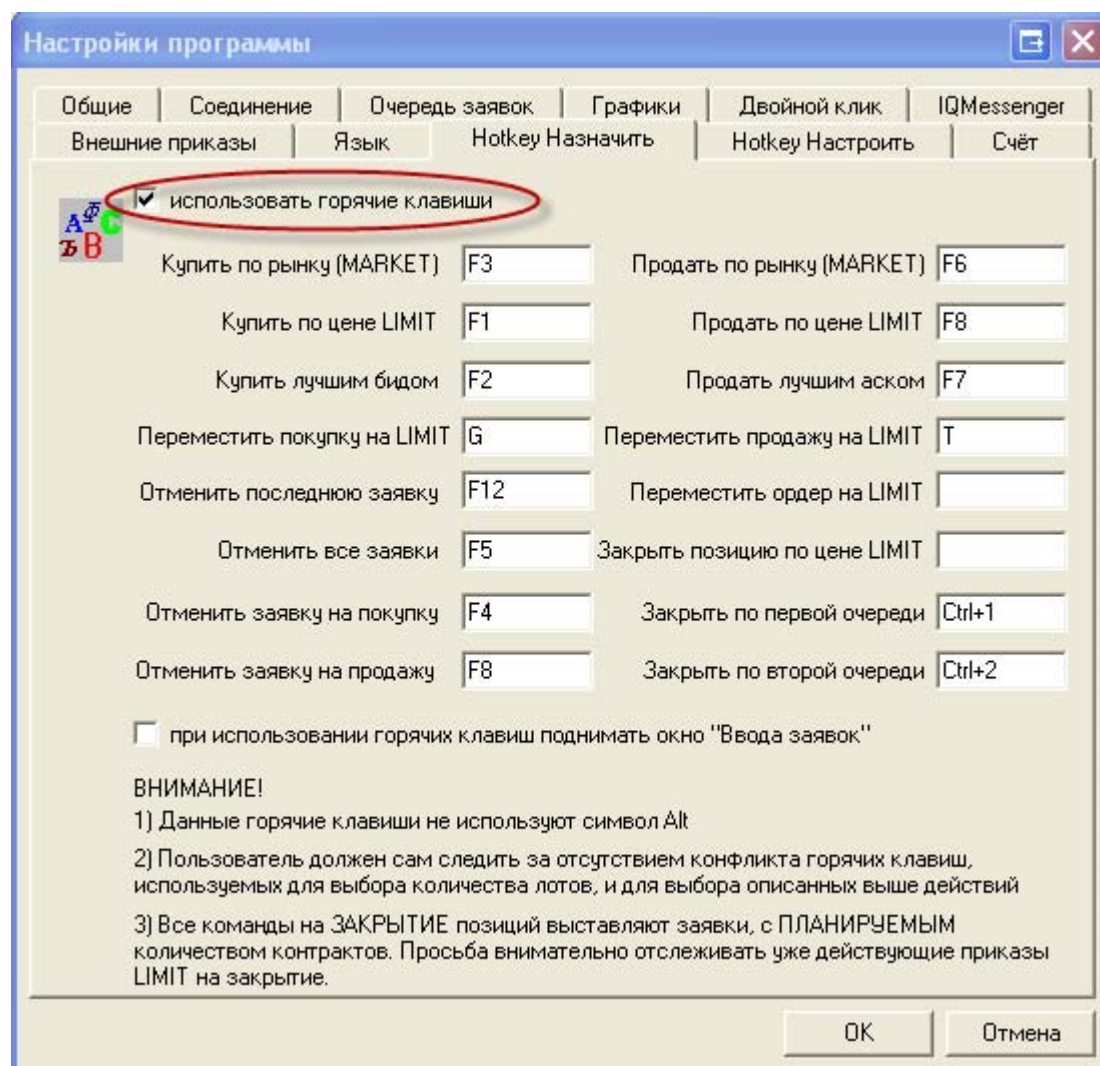 Настройки программы
Общие Соединение Очередь заявок Графики Двойной клик IQMessenger
Внешние приказы Язык Hotkey Назначить Hotkey Настроить Счёт
использовать горячие клавиши
А Ф С
Ъ В
Купить по рынку (MARKET) F3 Продать по рынку (MARKET) F6
Купить по цене LIMIT F1 Продать по цене LIMIT F8
Купить лучшим бидом F2 Продать лучшим аском F7
Переместить покупку на LIMIT G Переместить продажу на LIMIT T
Отменить последнюю заявку F12 Переместить ордер на LIMIT
Отменить все заявки F5 Закрыть позицию по цене LIMIT
Отменить заявку на покупку F4 Закрыть по первой очереди Ctrl+1
Отменить заявку на продажу F8 Закрыть по второй очереди Ctrl+2
при использовании горячих клавиш поднимать окно "Ввода заявок"
ВНИМАНИЕ!
1) Данные горячие клавиши не используют символ Alt
2) Пользователь должен сам следить за отсутствием конфликта горячих клавиш,
используемых для выбора количества лотов, и для выбора описанных выше действий
3) Все команды на ЗАКРЫТИЕ позиций выставляют заявки, с ПЛАНИРУЕМЫМ
количеством контрактов. Просьба внимательно отслеживать уже действующие приказы
LIMIT на закрытие.
OK Отмена